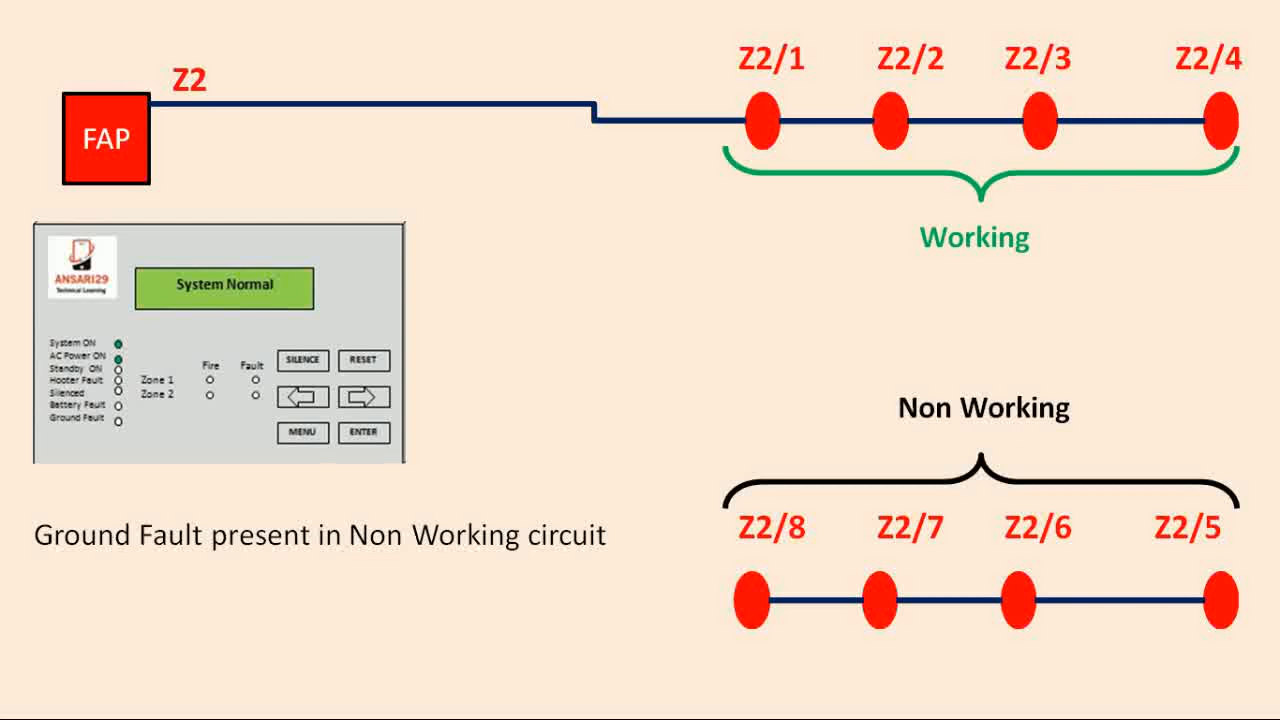 Z2/1 Z2/2 Z2/3 Z2/4
Z2
FAP
Working
ANSARI29
Technical Learning
System Normal
System ON
AC Power ON
Standby ON
Hooter Fault
Silenced
Battery Fault
Ground Fault
Fire Fault
Zone 1
Zone 2
SILENCE RESET
MENU ENTER
Non Working
Z2/8 Z2/7 Z2/6 Z2/5
Ground Fault present in Non Working circuit